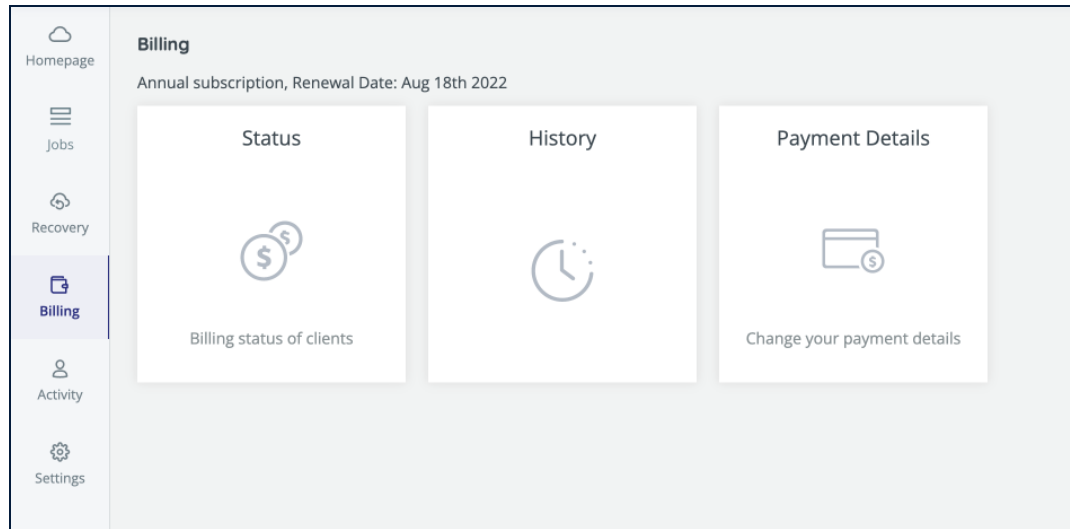 Homepage
Jobs
Recovery
Billing
Activity
Settings
Billing
Annual subscription, Renewal Date: Aug 18th 2022
Status
$
$
Billing status of clients
History
Payment Details
$
Change your payment details